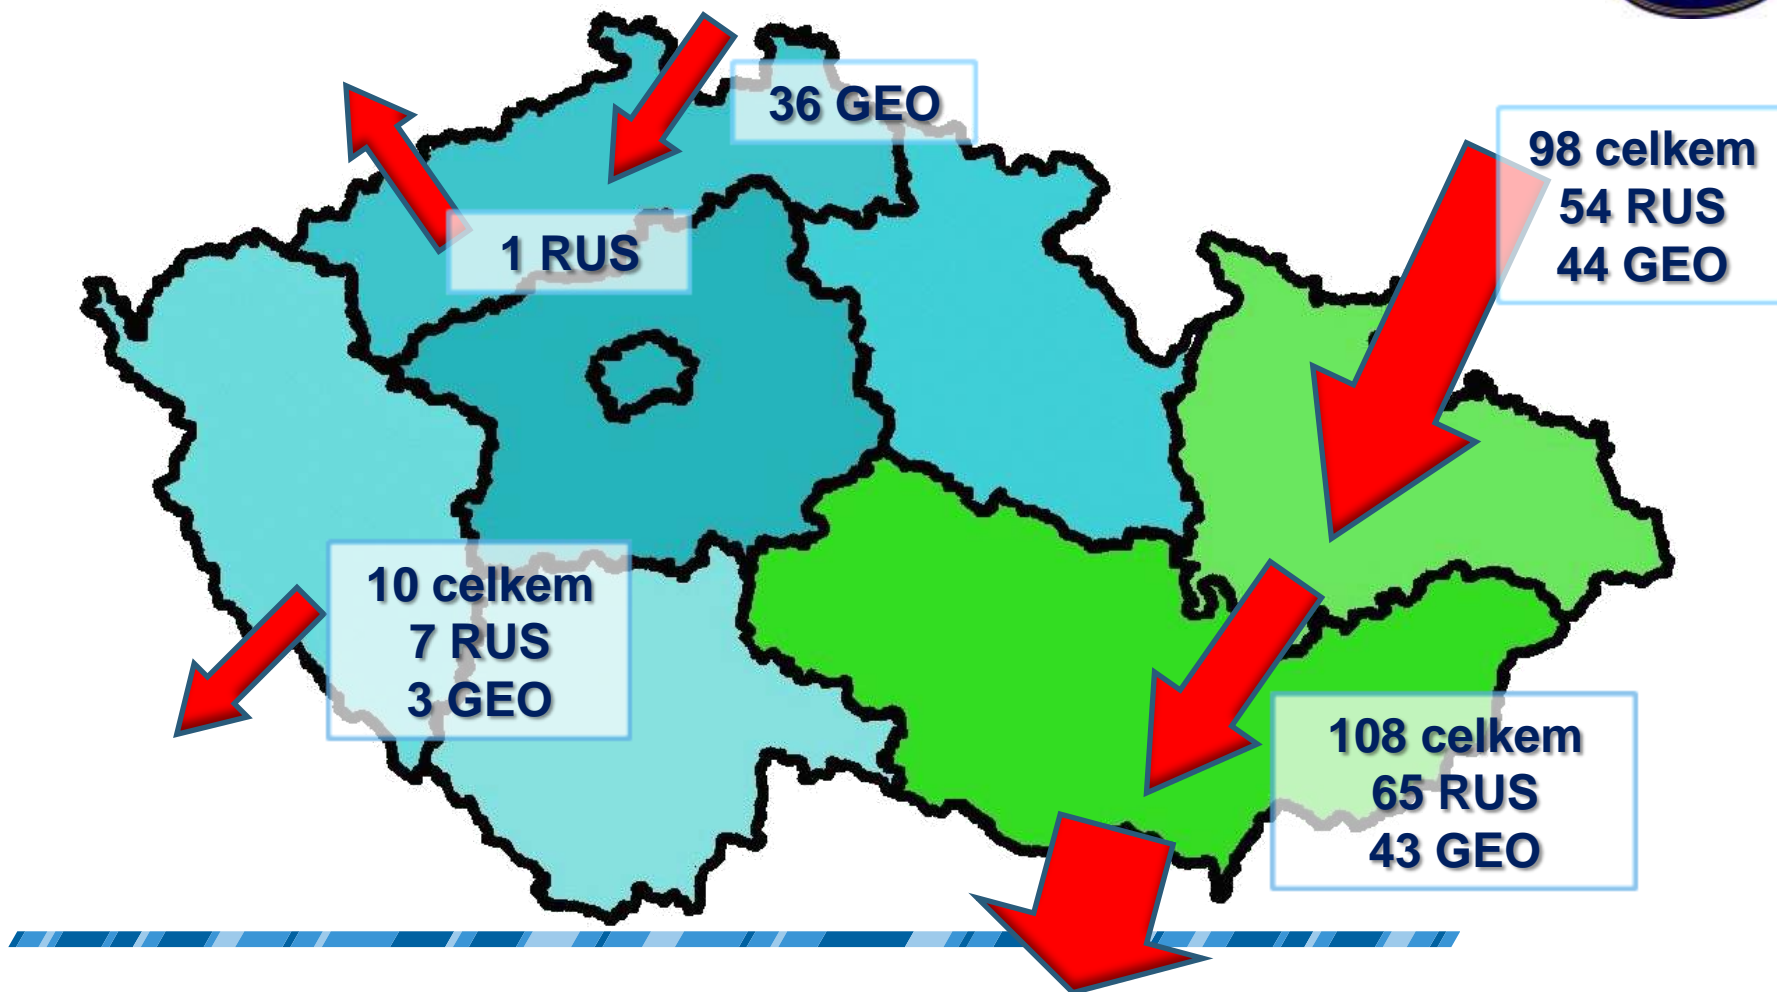 36 GEO
98 celkem
54 RUS
44 GEO
1 RUS
10 celkem
7 RUS
3 GEO
108 celkem
65 RUS
43 GEO